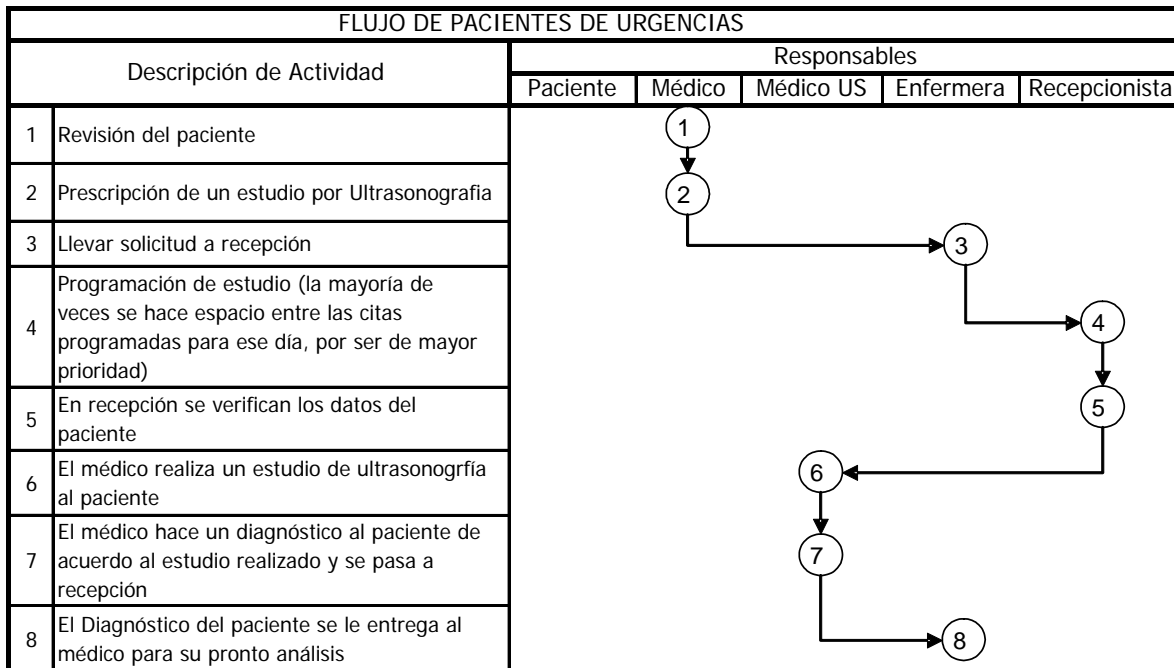 FLUJO DE PACIENTES DE URGENCIAS
Descripción de Actividad
Responsables
Paciente Médico Médico US Enfermera Recepcionista
1 Revisión del paciente
1
2 Prescripción de un estudio por Ultrasonografia
2
3 Llevar solicitud a recepción
3
4 Programación de estudio (la mayoría de
veces se hace espacio entre las citas
programadas para ese día, por ser de mayor
prioridad)
4
5 En recepción se verifican los datos del
paciente
5
6 El médico realiza un estudio de ultrasonogrfía
al paciente
6
7 El médico hace un diagnóstico al paciente de
acuerdo al estudio realizado y se pasa a
recepción
7
8 El Diagnóstico del paciente se le entrega al
médico para su pronto análisis
8